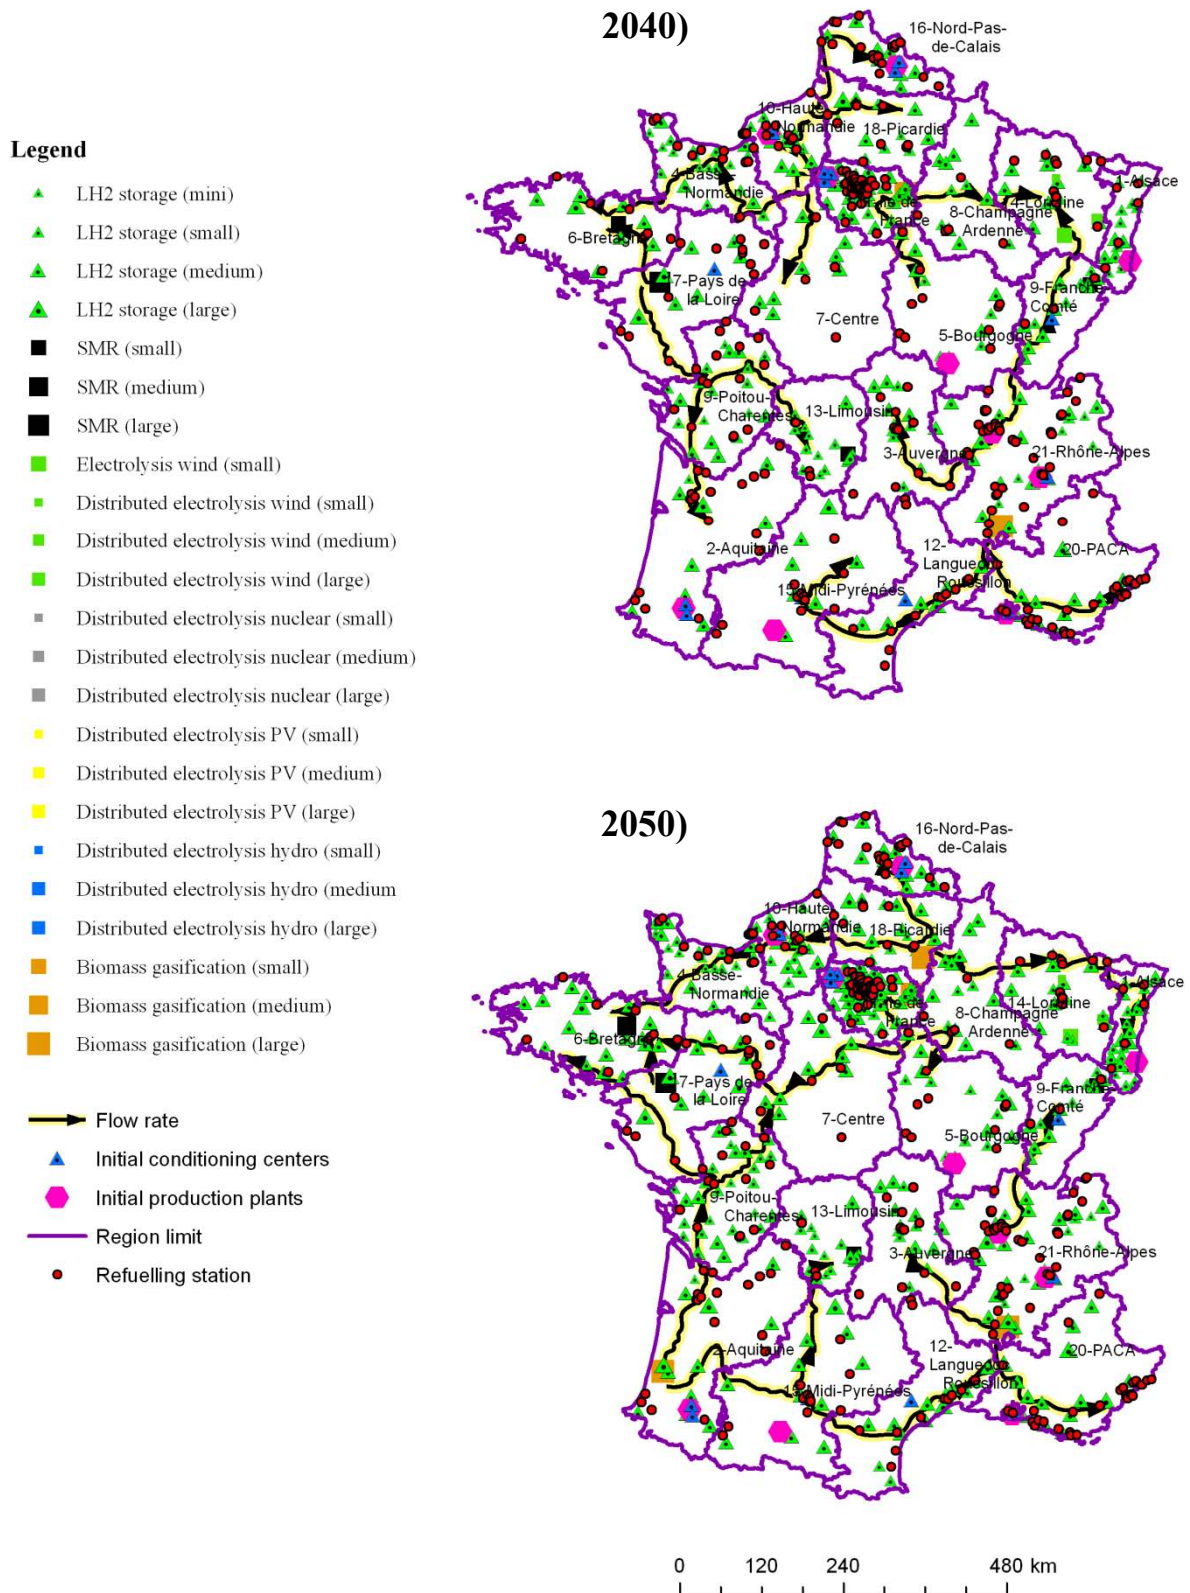 2040)
16-Nord-Pas-
de-Calais
10-Haute
Normandie
18-Picardie
Legend
LH2 storage (mini)
LH2 storage (small)
LH2 storage (medium)
LH2 storage (large)
SMR (small)
SMR (medium)
SMR (large)
Electrolysis wind (small)
Distributed electrolysis wind (small)
Distributed electrolysis wind (medium)
Distributed electrolysis wind (large)
Distributed electrolysis nuclear (small)
Distributed electrolysis nuclear (medium)
Distributed electrolysis nuclear (large)
Distributed electrolysis PV (small)
Distributed electrolysis PV (medium)
Distributed electrolysis PV (large)
Distributed electrolysis hydro (small)
Distributed electrolysis hydro (medium
Distributed electrolysis hydro (large)
Biomass gasification (small)
Biomass gasification (medium)
Biomass gasification (large)
Flow rate
Initial conditioning centers
Initial production plants
Region limit
Refuelling station
4-Basse-
Normandie
France
8-Champagne
Ardenne
14-Lorraine
1-Alsace
6-Bretagne
17-Pays de
la Loire
7-Centre
5-Bourgogne
9-Franche-
Comté
9-Poitou-
Charentes
13-Limousin
3-Auvergne
21-Rhône-Alpes
2-Aquitaine
15-Midi-Pyrénées
12-
Languedoc
Roussillon
20-PACA
2050)
16-Nord-Pas-
de-Calais
10-Haute
Normandie
18-Picardie
4-Basse-
Normandie
France
8-Champagne
Ardenne
14-Lorraine
1-Alsace
6-Bretagne
17-Pays de
la Loire
7-Centre
5-Bourgogne
9-Franche-
Comté
9-Poitou-
Charentes
13-Limousin
3-Auvergne
21-Rhône-Alpes
2-Aquitaine
15-Midi-Pyrénées
12-
Languedoc
Roussillon
20-PACA
0 120 240 480 km